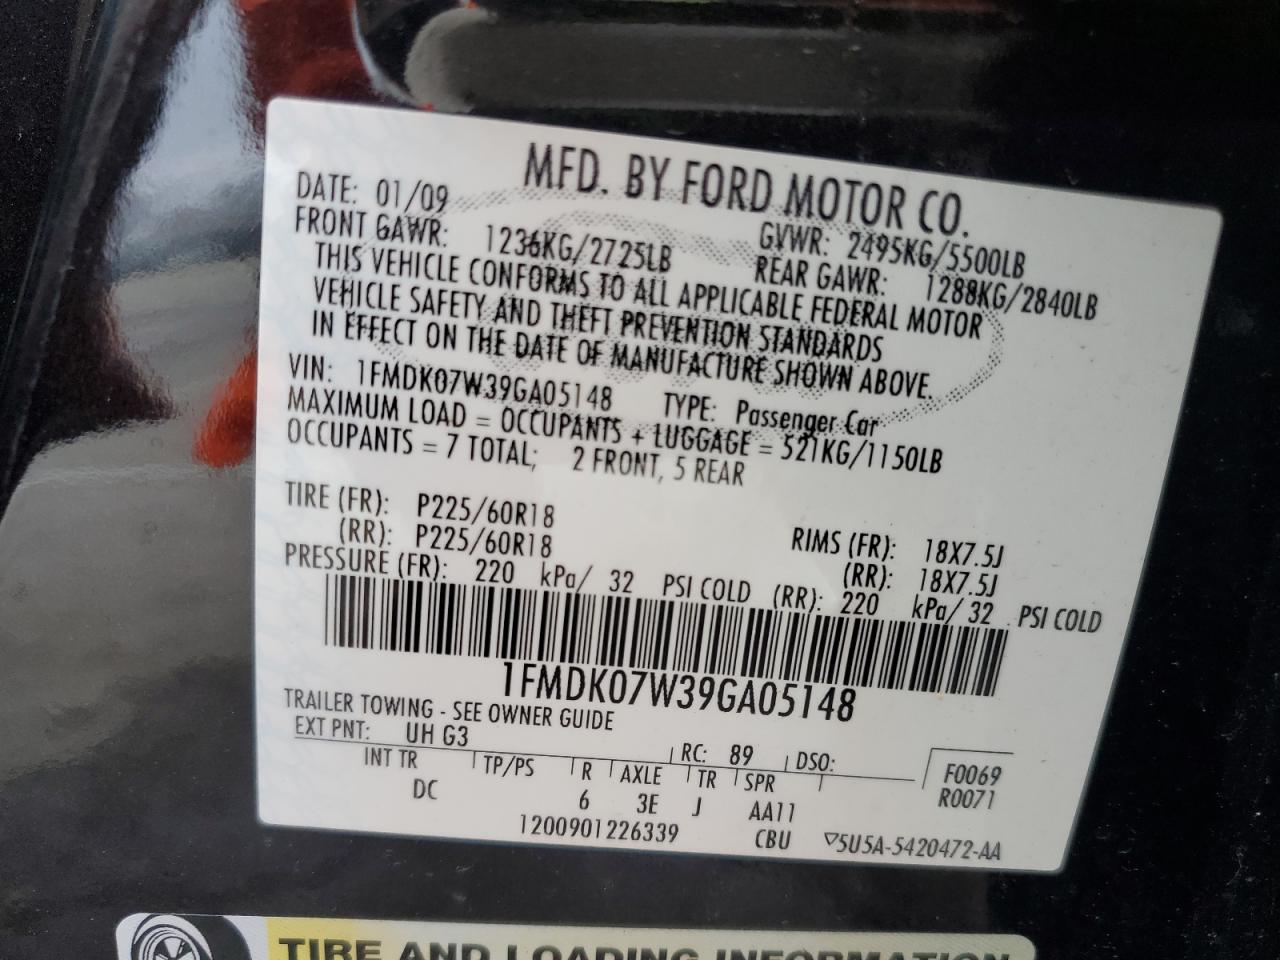 MFD. BY FORD MOTOR CO.
DATE: 01/09 GVWR: 2495KG/5500LB
FRONT GAWR: 1236KG/2725LB REAR GAWR: 1288KG/2840LB
THIS VEHICLE CONFORMS TO ALL APPLICABLE FEDERAL MOTOR
VEHICLE SAFETY AND THEFT PREVENTION STANDARDS
IN EFFECT ON THE DATE OF MANUFACTURE SHOWN ABOVE.
VIN: 1FMDK07W39GA05148 TYPE: Passenger Car
MAXIMUM LOAD = OCCUPANTS + LUGGAGE = 521KG/1150LB
OCCUPANTS = 7 TOTAL; 2 FRONT, 5 REAR
TIRE (FR): P225/60R18 RIMS (FR): 18X7.5J
(RR): P225/60R18 (RR): 18X7.5J
PRESSURE (FR): 220 kPa/ 32 PSI COLD (RR): 220 kPa/ 32 PSI COLD
1FMDK07W39GA05148
TRAILER TOWING - SEE OWNER GUIDE
EXT PNT: UH G3 RC: 89 DSO: F0069
INT TR TP/PS R AXLE TR SPR R0071
DC 6 3E J AA11
1200901226339 CBU ▽5U5A-5420472-AA
TIRE AND LOADING INFORMATION